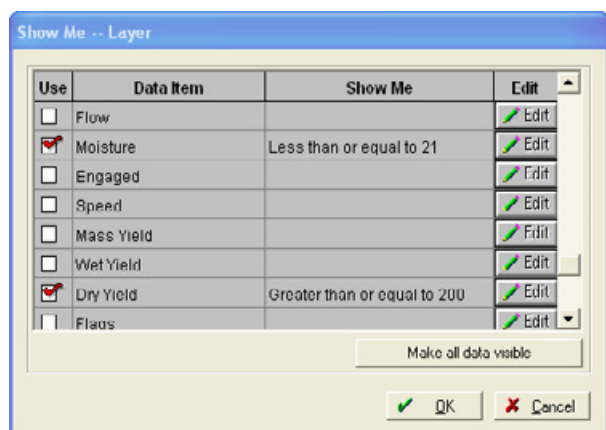 Show Me -- Layer
Use Data Item Show Me Edit
Flow Edit
Moisture Less than or equal to 21 Edit
Engaged Edit
Speed Edit
Mass Yield Edit
Wet Yield Edit
Dry Yield Greater than or equal to 200 Edit
Flags Edit
Make all data visible
OK Cancel